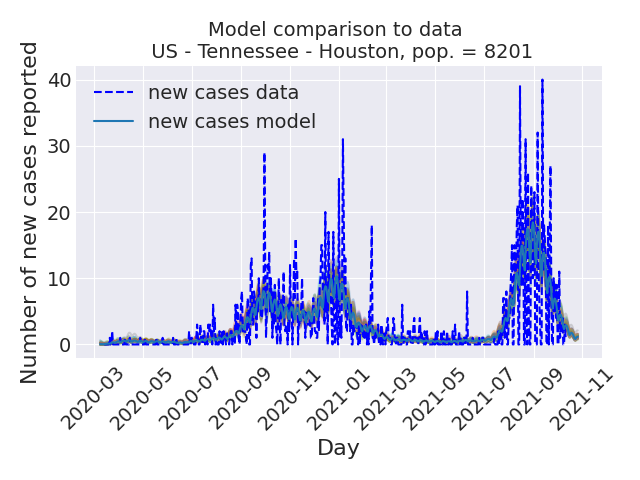 Model comparison to data
US - Tennessee - Houston, pop. = 8201
Number of new cases reported
40
30
20
10
0
new cases data
new cases model
2020-03
2020-05
2020-07
2020-09
2020-11
2021-01
2021-03
2021-05
2021-07
2021-09
2021-11
Day